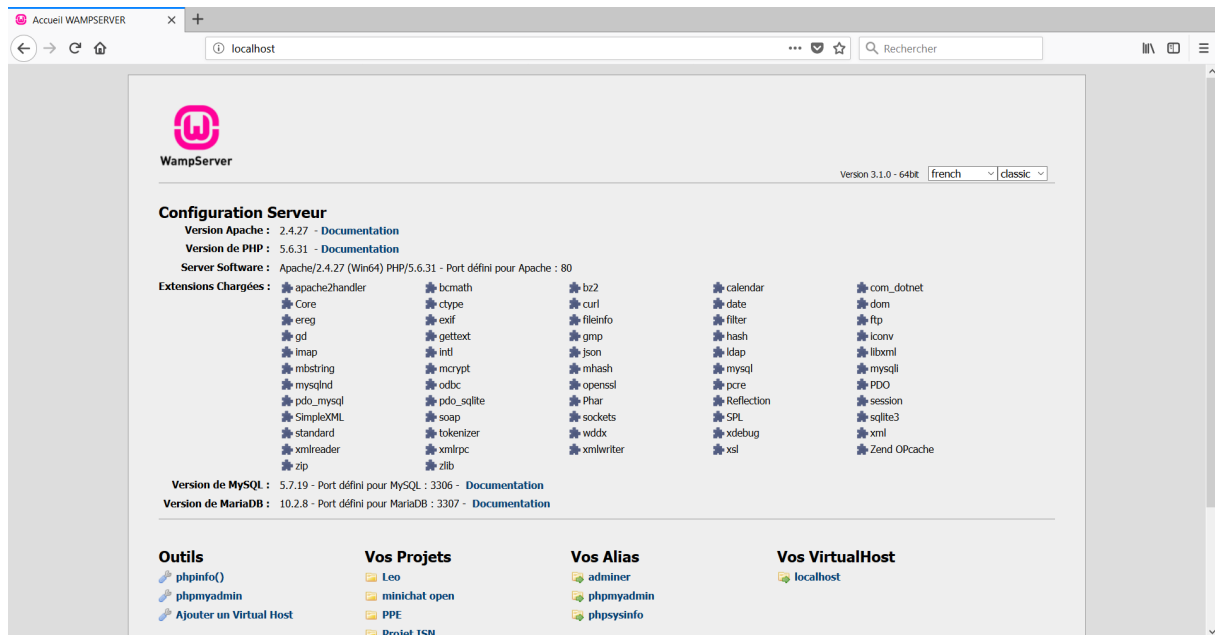 Accueil WAMPSERVER
localhost
Rechercher
WampServer
Version 3.1.0 - 64bit french classic
Configuration Serveur
Version Apache : 2.4.27 - Documentation
Version de PHP : 5.6.31 - Documentation
Server Software : Apache/2.4.27 (Win64) PHP/5.6.31 - Port défini pour Apache : 80
Extensions Chargées : apache2handler bcmath bz2 calendar com_dotnet
Core ctype curl date dom
ereg exif fileinfo filter ftp
gd gettext gmp hash iconv
imap intl json ldap libxml
mbstring mcrypt mhash mysql mysqli
mysqlnd odbc openssl pcre PDO
pdo_mysql pdo_sqlite Phar Reflection session
SimpleXML soap sockets SPL sqlite3
standard tokenizer wddx xdebug xml
xmlreader xmlrpc xmlwriter xsl Zend OPcache
zip zlib
Version de MySQL : 5.7.19 - Port défini pour MySQL : 3306 - Documentation
Version de MariaDB : 10.2.8 - Port défini pour MariaDB : 3307 - Documentation
Outils Vos Projets Vos Alias Vos VirtualHost
phpinfo() Leo adminer localhost
phpmyadmin minichat open phpmyadmin
Ajouter un Virtual Host PPE phpsysinfo
Projet ISN